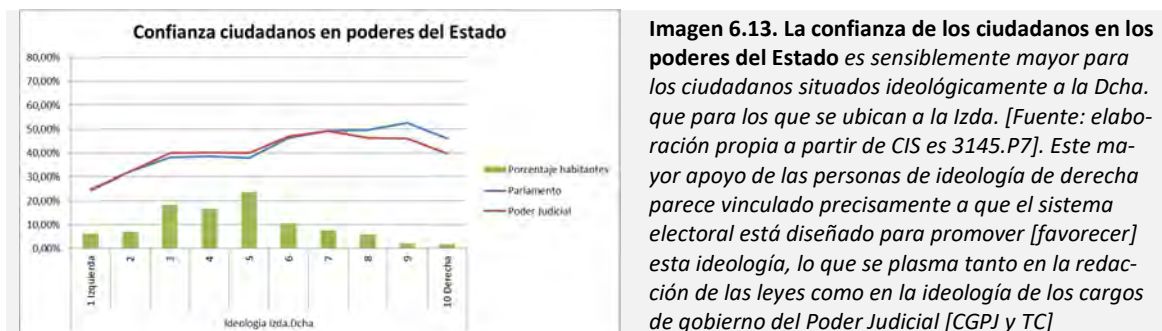 Confianza ciudadanos en poderes del Estado
80,00%
70,00%
60,00%
50,00%
40,00%
30,00%
20,00%
10,00%
0,00%
1 Izquierda
2
3
4
5
6
7
8
9
10 Derecha
Ideologia Izda.Dcha
Porcentaje habitantes
Parlamento
Poder Judicial
Imagen 6.13. La confianza de los ciudadanos en los
poderes del Estado es sensiblemente mayor para
los ciudadanos situados ideológicamente a la Dcha.
que para los que se ubican a la Izda. [Fuente: elabo-
ración propia a partir de CIS es 3145.P7]. Este ma-
yor apoyo de las personas de ideología de derecha
parece vinculado precisamente a que el sistema
electoral está diseñado para promover [favorecer]
esta ideología, lo que se plasma tanto en la redac-
ción de las leyes como en la ideología de los cargos
de gobierno del Poder Judicial [CGPJ y TC]